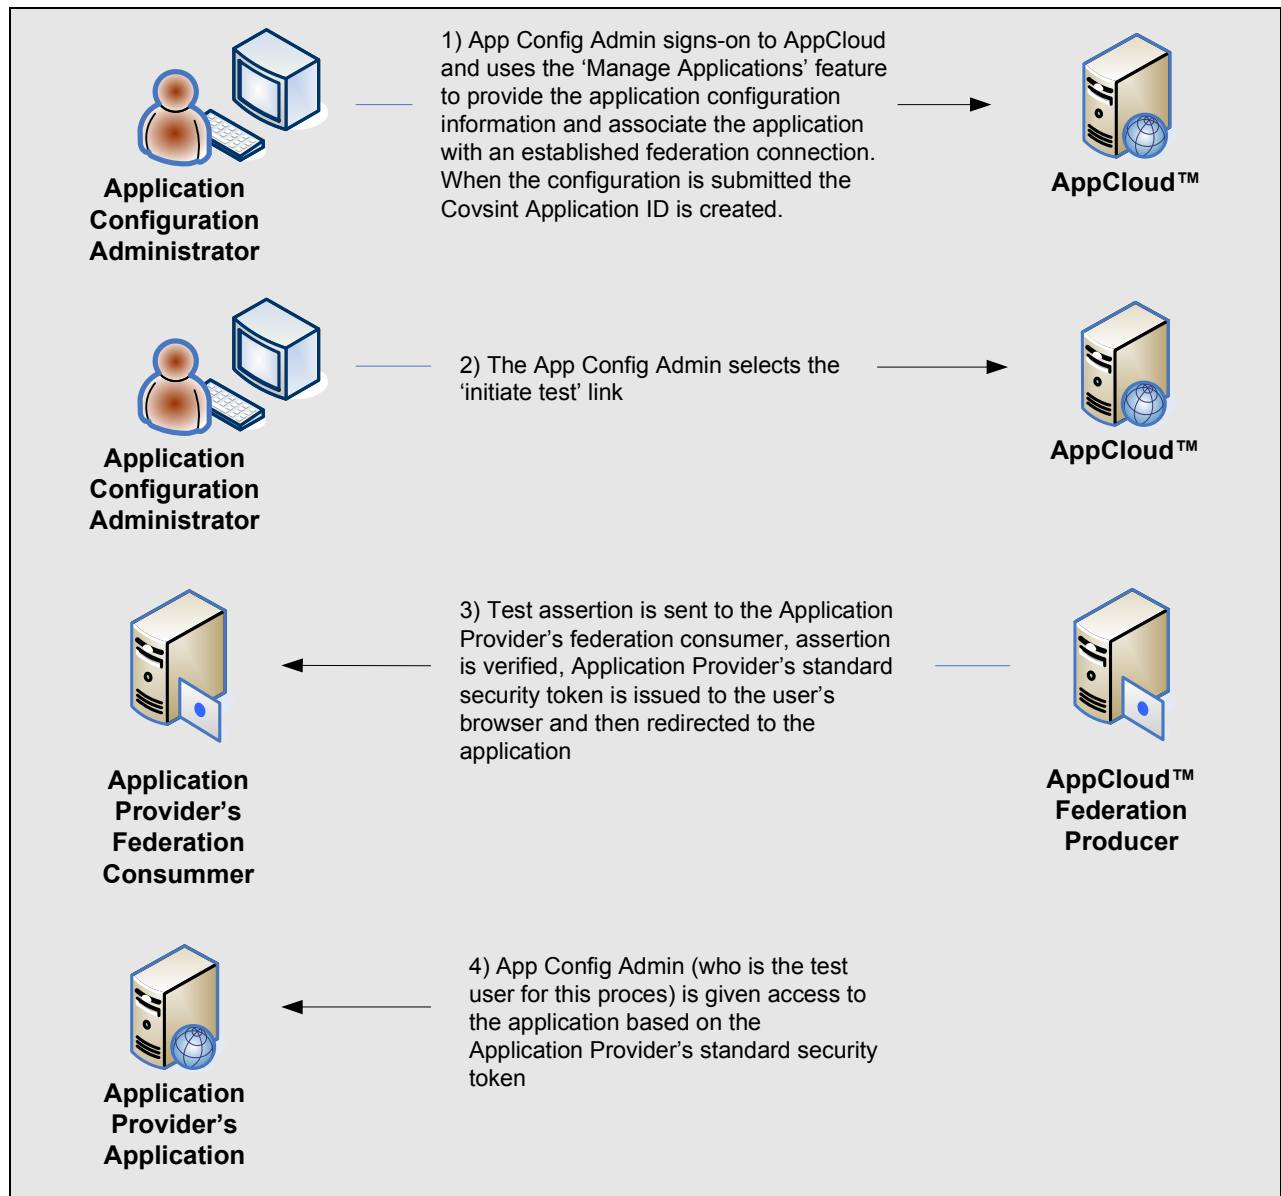 1) App Config Admin signs-on to AppCloud
and uses the ‘Manage Applications’ feature
to provide the application configuration
information and associate the application
with an established federation connection.
When the configuration is submitted the
Covsint Application ID is created.
Application
Configuration
Administrator
AppCloud™
2) The App Config Admin selects the
‘initiate test’ link
Application
Configuration
Administrator
AppCloud™
3) Test assertion is sent to the Application
Provider’s federation consumer, assertion
is verified, Application Provider’s standard
security token is issued to the user’s
browser and then redirected to the
application
Application
Provider’s
Federation
Consummer
AppCloud™
Federation
Producer
4) App Config Admin (who is the test
user for this proces) is given access to
the application based on the
Application Provider’s standard security
token
Application
Provider’s
Application